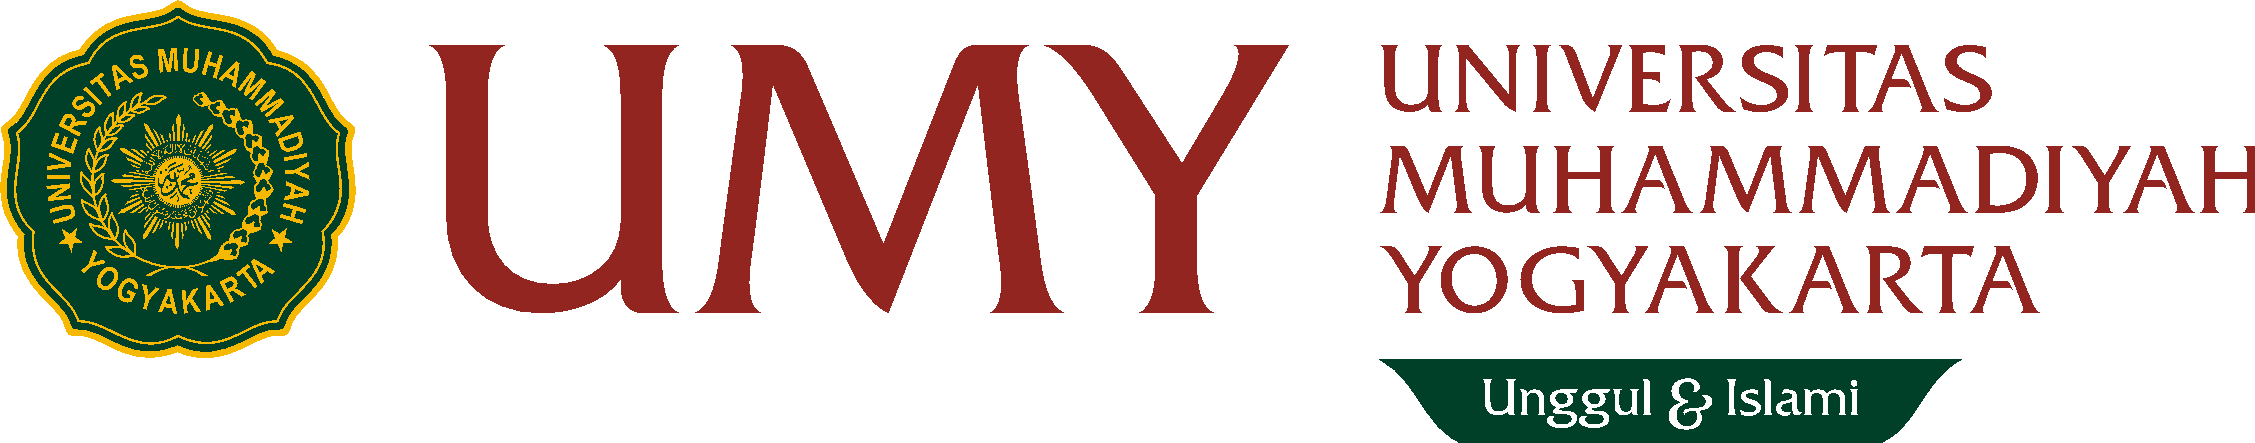 UNIVERSITAS MUHAMMADIYAH
YOGYAKARTA
UMY
UNIVERSITAS
MUHAMMADIYAH
YOGYAKARTA
Unggul & Islami